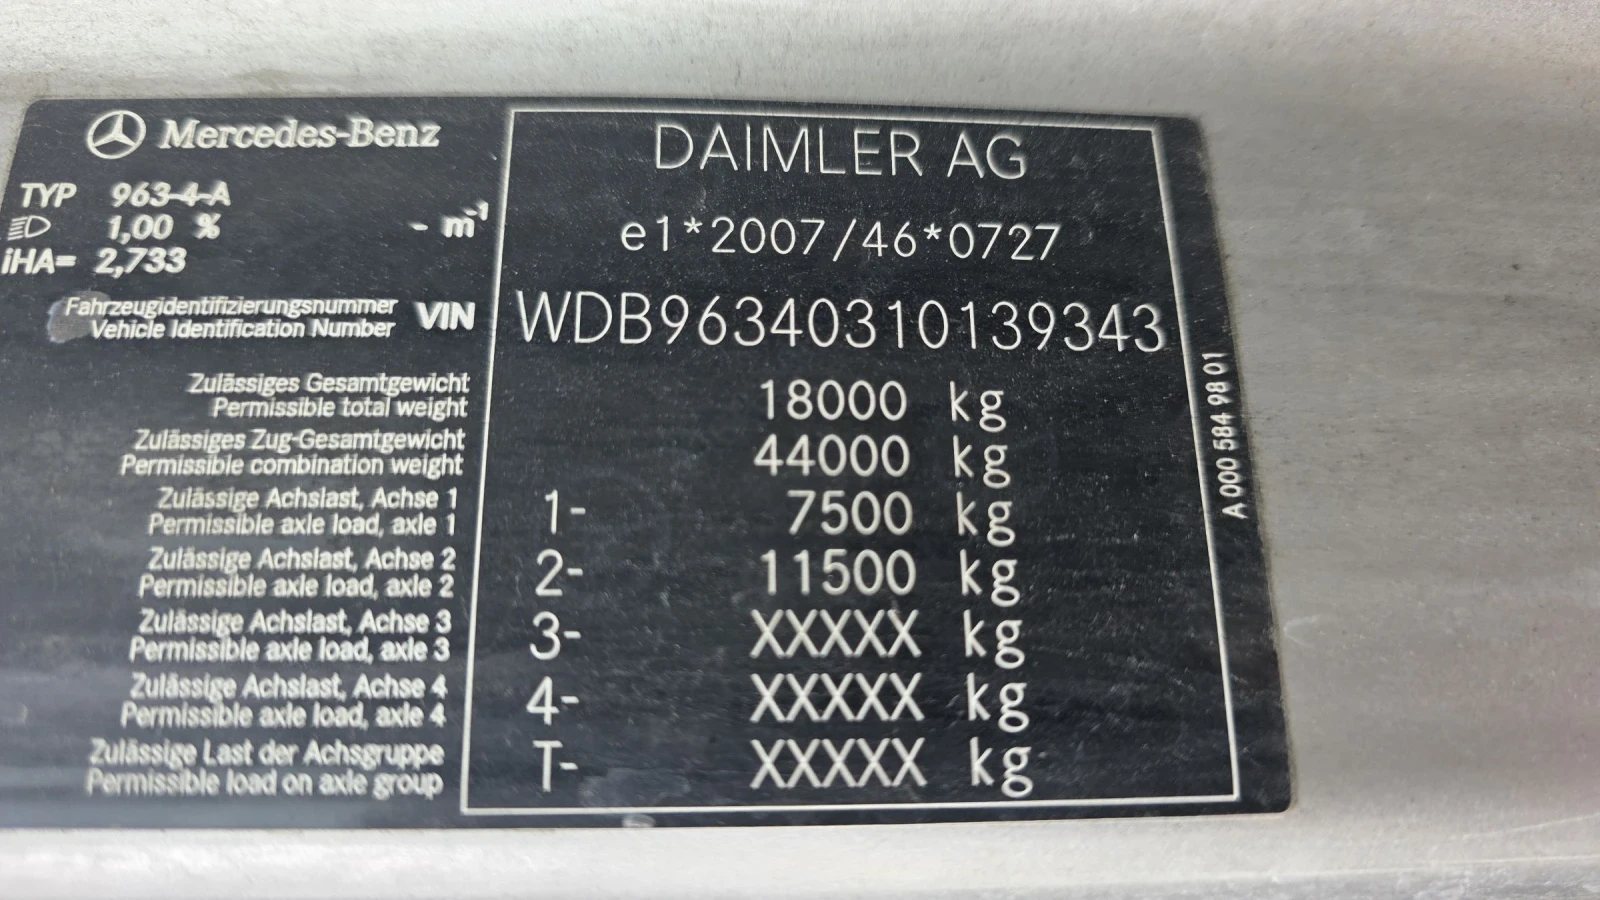 Mercedes-Benz
TYP 963-4-A
1,00 % - m-1
iHA= 2,733
DAIMLER AG
e1*2007/46*0727
Fahrzeugidentifizierungsnummer
Vehicle Identification Number
VIN WDB96340310139343
Zulässiges Gesamtgewicht
Permissible total weight
18000 kg
Zulässiges Zug-Gesamtgewicht
Permissible combination weight
44000 kg
Zulässige Achslast, Achse 1
Permissible axle load, axle 1
1- 7500 kg
Zulässige Achslast, Achse 2
Permissible axle load, axle 2
2- 11500 kg
Zulässige Achslast, Achse 3
Permissible axle load, axle 3
3- XXXXX kg
Zulässige Achslast, Achse 4
Permissible axle load, axle 4
4- XXXXX kg
Zulässige Last der Achsgruppe
Permissible load on axle group
T- XXXXX kg
A 000 584 98 01